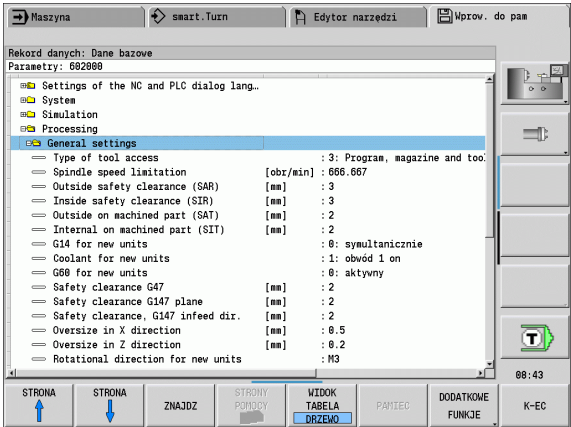 Maszyna
smart.Turn
Edytor narzędzi
Wprow. do pam
Rekord danych: Dane bazowe
Parametry: 602000
Settings of the NC and PLC dialog lang…
System
Simulation
Processing
General settings
Type of tool access : 3: Program, magazine and tool
Spindle speed limitation [obr/min] : 666.667
Outside safety clearance (SAR) [mm] : 3
Inside safety clearance (SIR) [mm] : 3
Outside on machined part (SAT) [mm] : 2
Internal on machined part (SIT) [mm] : 2
G14 for new units : 0: symultanicznie
Coolant for new units : 1: obwód 1 on
G60 for new units : 0: aktywny
Safety clearance G47 [mm] : 2
Safety clearance G147 plane [mm] : 2
Safety clearance, G147 infeed dir. [mm] : 2
Oversize in X direction [mm] : 0.5
Oversize in Z direction [mm] : 0.2
Rotational direction for new units : M3
T
08:43
STRONA
STRONA
ZNAJDZ
STRONY
POMOCY
WIDOK
TABELA
DRZEWO
PAMIEC
DODATKOWE
FUNKJE
K-EC